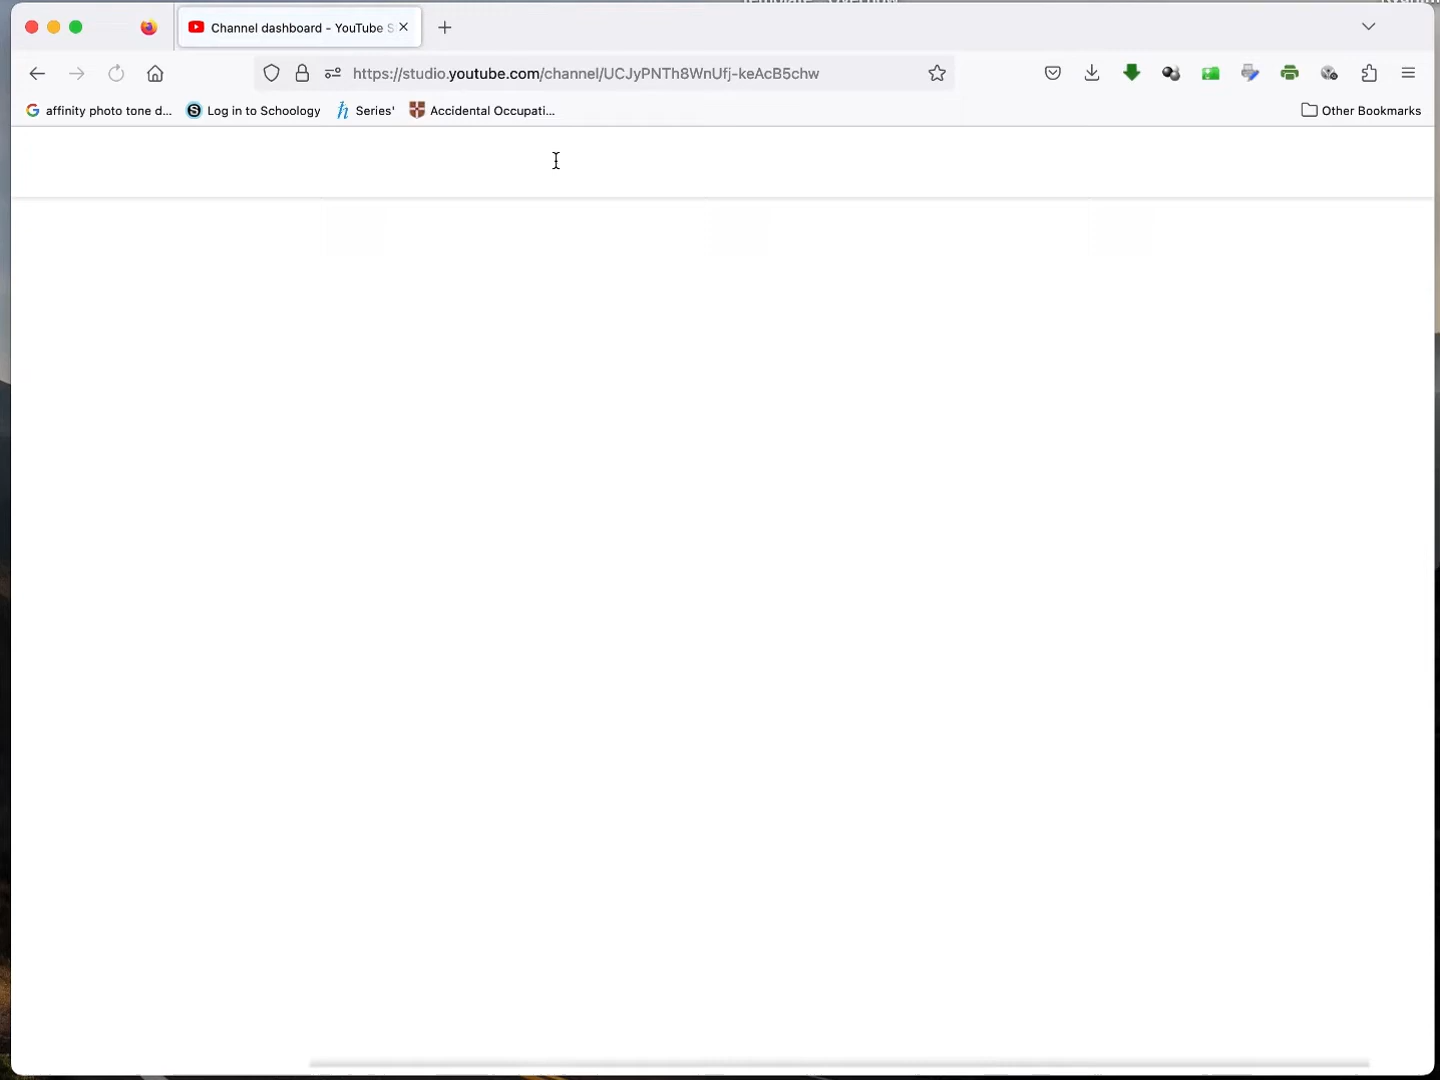 Channel dashboard - YouTube S
https://studio.youtube.com/channel/UCJyPNTh8WnUfj-keAcB5chw
affinity photo tone d...
Log in to Schoology
Series'
Accidental Occupati...
Other Bookmarks